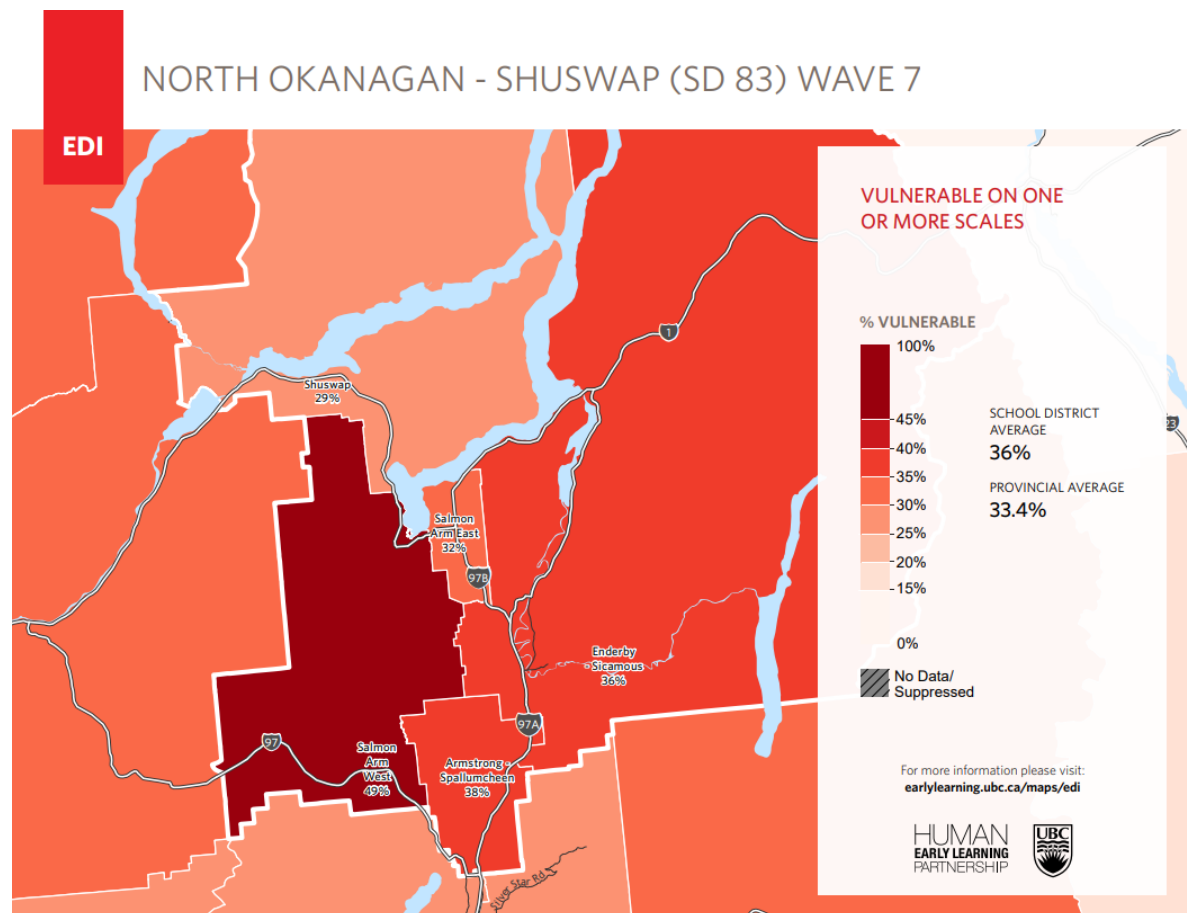 NORTH OKANAGAN - SHUSWAP (SD 83) WAVE 7
EDI
VULNERABLE ON ONE
OR MORE SCALES
% VULNERABLE
100%
45%
40%
35%
30%
25%
20%
15%
0%
No Data/
Suppressed
SCHOOL DISTRICT
AVERAGE
36%
PROVINCIAL AVERAGE
33.4%
For more information please visit:
earlylearning.ubc.ca/maps/edi
HUMAN
EARLY LEARNING
PARTNERSHIP
UBC
1
23
Shuswap
29%
Salmon
Arm East
32%
97B
Enderby
- Sicamous
36%
97A
97
Salmon
Arm
West
49%
Armstrong -
Spallumcheen
38%
Silver Star Rd